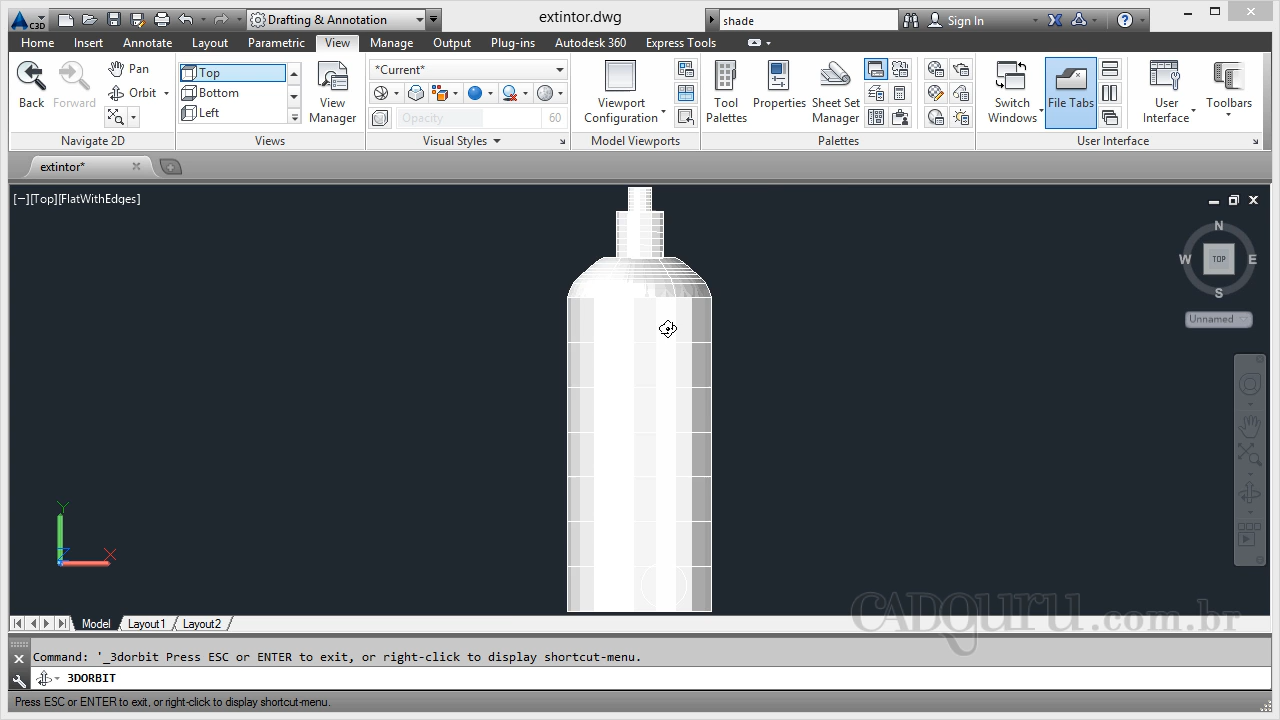 C3D
Drafting & Annotation
extintor.dwg
shade
Sign In
Home Insert Annotate Layout Parametric View Manage Output Plug-ins Autodesk 360 Express Tools
Back
Forward
Pan
Orbit
Navigate 2D
Top
Bottom
Left
View Manager
Views
*Current*
Opacity 60
Visual Styles
Viewport Configuration
Model Viewports
Tool Palettes
Properties
Sheet Set Manager
Palettes
Switch Windows
File Tabs
User Interface
Toolbars
User Interface
extintor*
[−][Top][FlatWithEdges]
N
W TOP E
S
Unnamed
Y
Z
X
CADGuru.com.br
Model Layout1 Layout2
Command: '_3dorbit Press ESC or ENTER to exit, or right-click to display shortcut-menu.
3DORBIT
Press ESC or ENTER to exit, or right-click to display shortcut-menu.